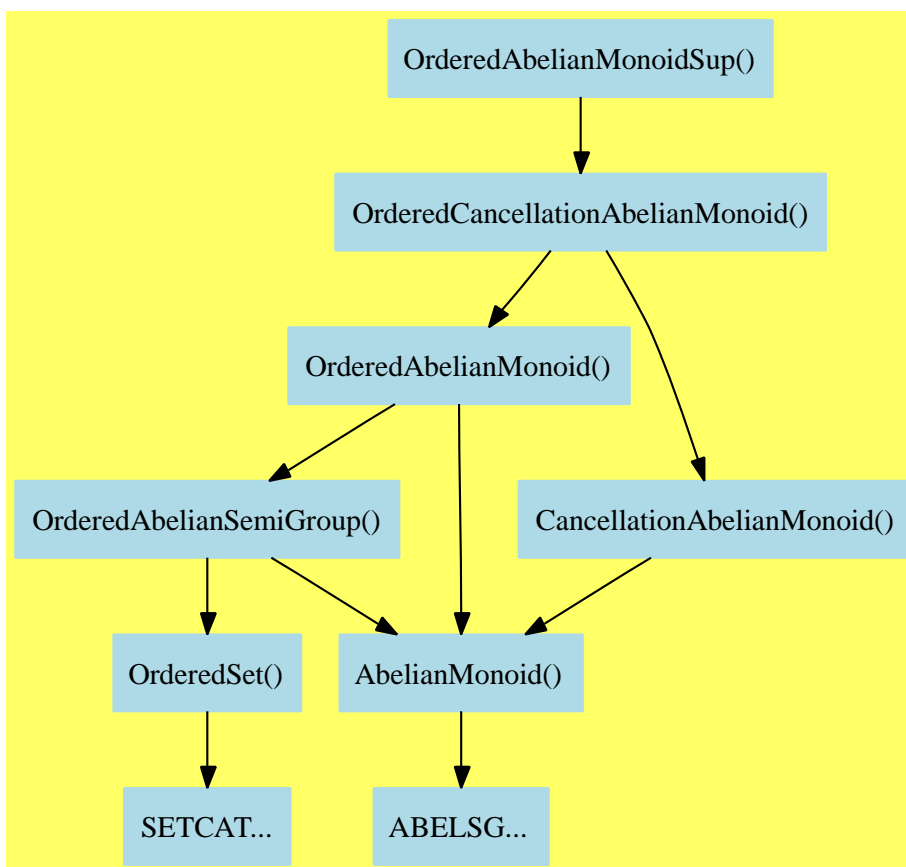 OrderedAbelianMonoidSup()
OrderedCancellationAbelianMonoid()
OrderedAbelianMonoid()
OrderedAbelianSemiGroup()
CancellationAbelianMonoid()
OrderedSet()
AbelianMonoid()
SETCAT...
ABELSG...